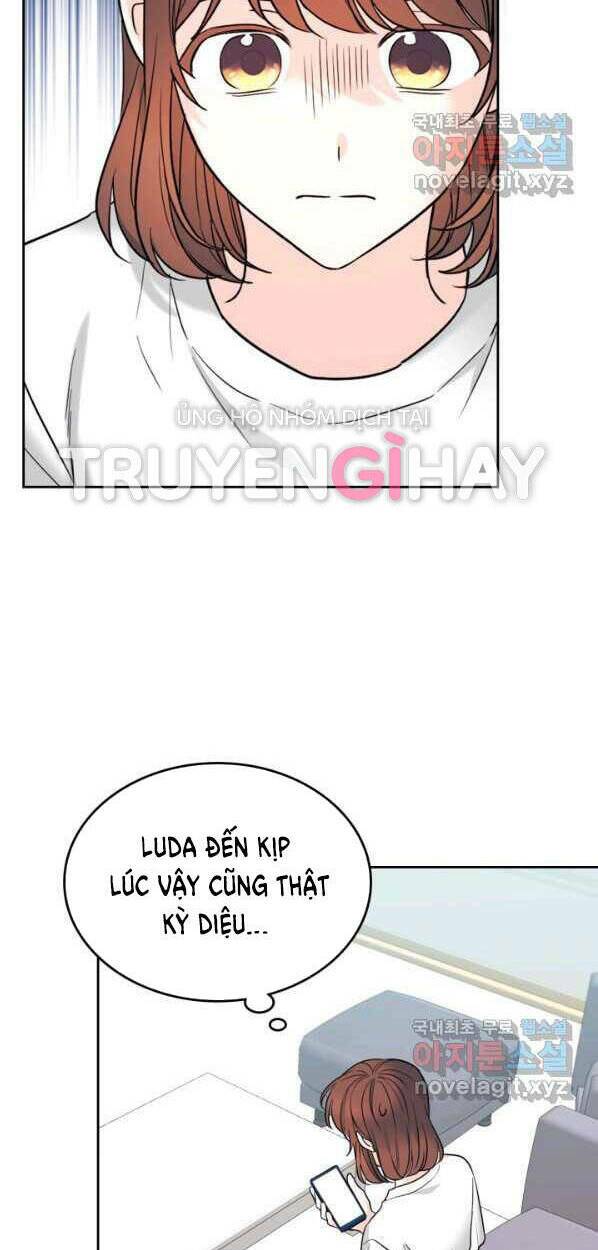 국내최초 무료 웹소설
아지툰소설
novelagit.xyz
ỦNG HỘ NHÓM DỊCH TẠI
TRUYENGIHAY
LUDA ĐẾN KỊP
LÚC VẬY CŨNG THẬT
KỲ DIỆU...
국내최초 무료 웹소설
아지툰소설
novelagit.xyz